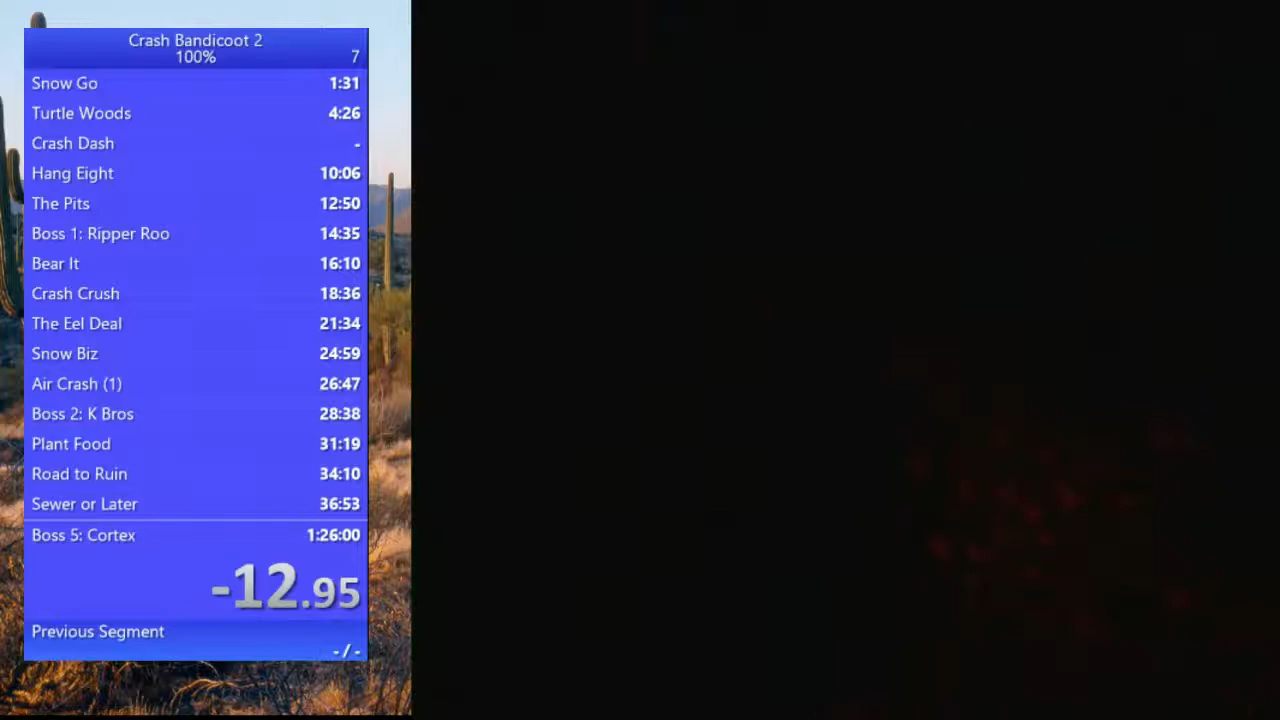 Crash Bandicoot 2
100% 7
Snow Go 1:31
Turtle Woods 4:26
Crash Dash -
Hang Eight 10:06
The Pits 12:50
Boss 1: Ripper Roo 14:35
Bear It 16:10
Crash Crush 18:36
The Eel Deal 21:34
Snow Biz 24:59
Air Crash (1) 26:47
Boss 2: K Bros 28:38
Plant Food 31:19
Road to Ruin 34:10
Sewer or Later 36:53
Boss 5: Cortex 1:26:00
-12.95
Previous Segment
- / -